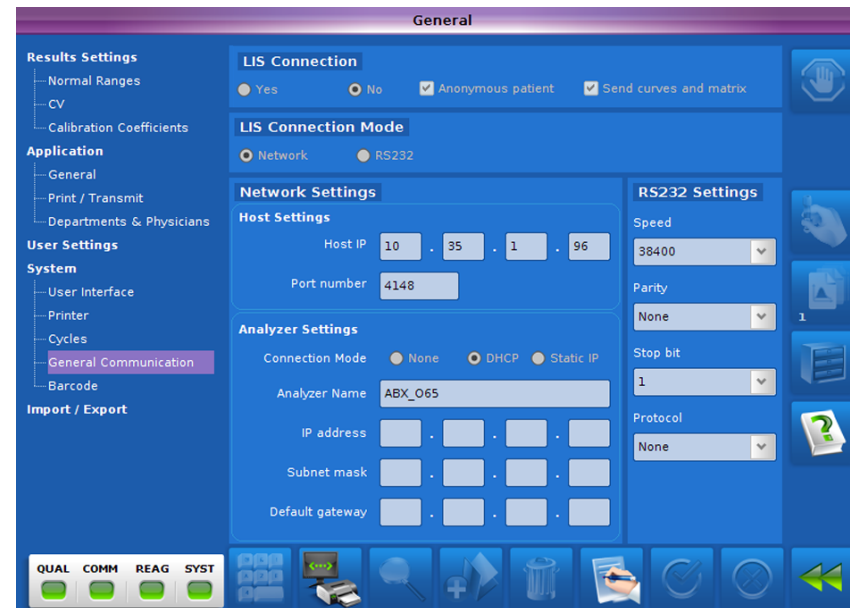 General
Results Settings
Normal Ranges
CV
Calibration Coefficients
Application
General
Print / Transmit
Departments & Physicians
User Settings
System
User Interface
Printer
Cycles
General Communication
Barcode
Import / Export
LIS Connection
Yes No Anonymous patient Send curves and matrix
LIS Connection Mode
Network RS232
Network Settings
Host Settings
Host IP 10 . 35 . 1 . 96
Port number 4148
Analyzer Settings
Connection Mode None DHCP Static IP
Analyzer Name ABX_O65
IP address . . .
Subnet mask . . .
Default gateway . . .
RS232 Settings
Speed
38400
Parity
None
Stop bit
1
Protocol
None
1
QUAL COMM REAG SYST